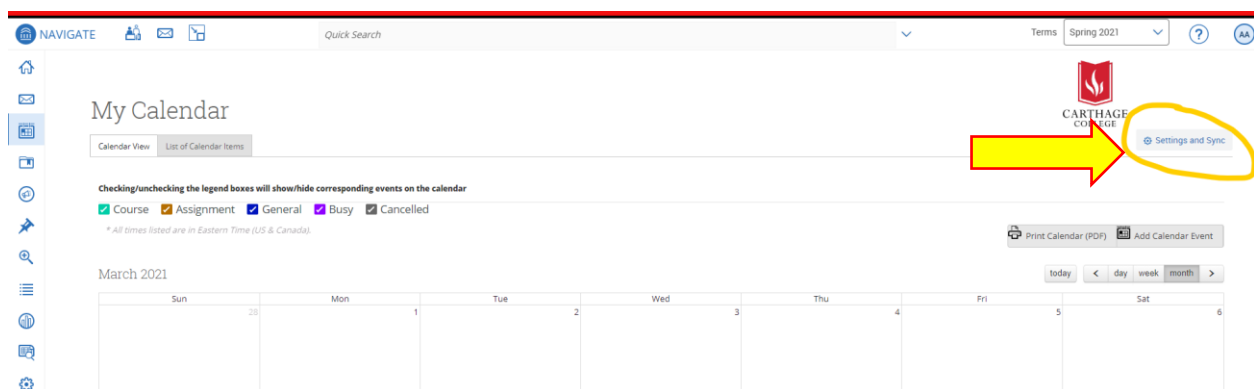 NAVIGATE
Quick Search
Terms
Spring 2021
?
AA
CARTHAGE
COLLEGE
My Calendar
Settings and Sync
Calendar View
List of Calendar Items
Checking/unchecking the legend boxes will show/hide corresponding events on the calendar
Course Assignment General Busy Cancelled
* All times listed are in Eastern Time (US & Canada).
Print Calendar (PDF) Add Calendar Event
March 2021
today < day week month >
Sun Mon Tue Wed Thu Fri Sat
28 1 2 3 4 5 6